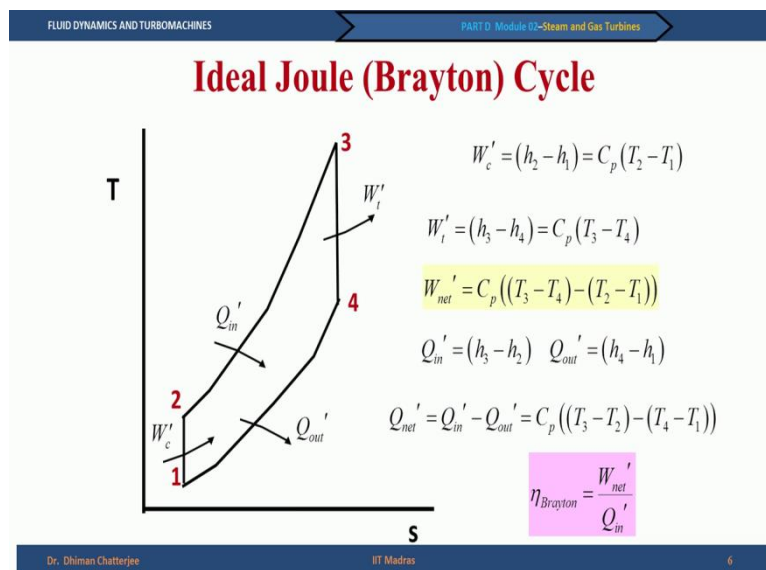 FLUID DYNAMICS AND TURBOMACHINES
PART D Module 02–Steam and Gas Turbines
Ideal Joule (Brayton) Cycle
T
3
W_t'
4
Q_in'
2
W_c'
Q_out'
1
s
W_c' = (h_2 − h_1) = C_p(T_2 − T_1)
W_t' = (h_3 − h_4) = C_p(T_3 − T_4)
W_net' = C_p((T_3 − T_4) − (T_2 − T_1))
Q_in' = (h_3 − h_2) Q_out' = (h_4 − h_1)
Q_net' = Q_in' − Q_out' = C_p((T_3 − T_2) − (T_4 − T_1))
η_Brayton = W_net' / Q_in'
Dr. Dhiman Chatterjee
IIT Madras
6